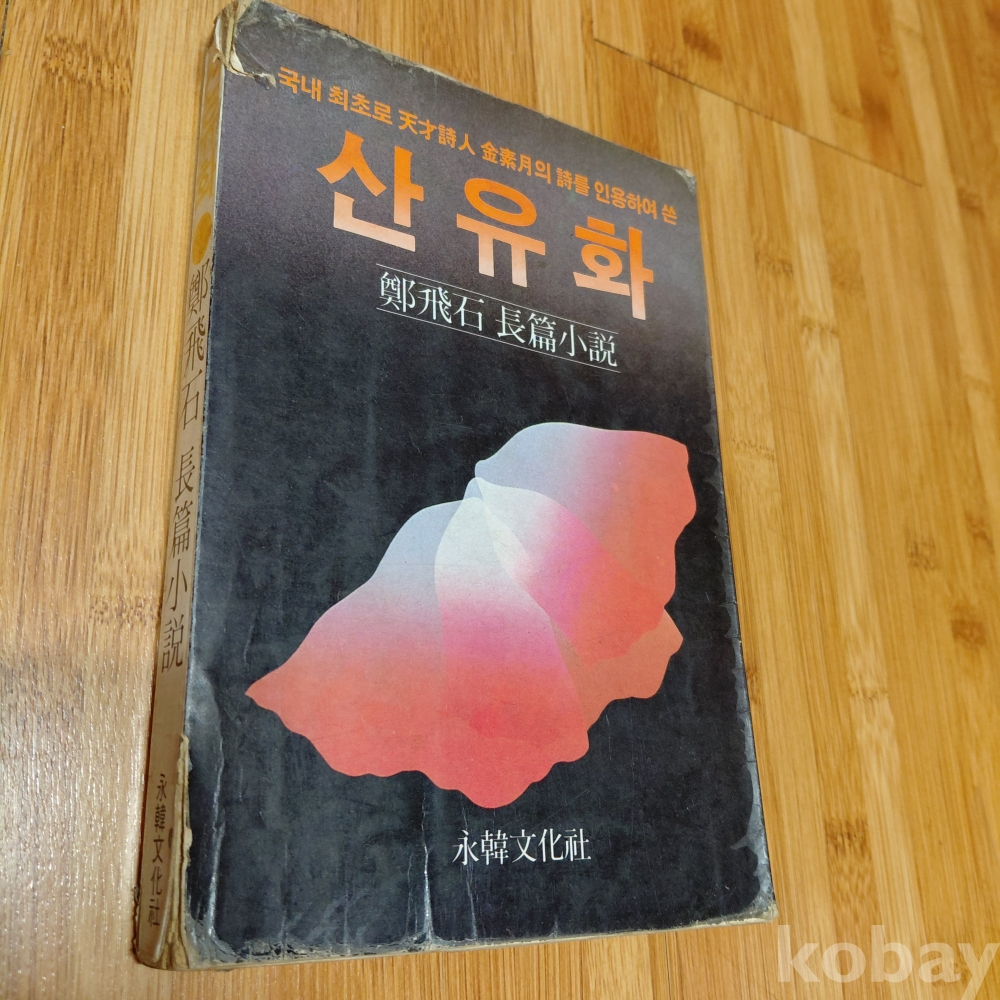 국내 최초로 天才詩人 金素月의 詩를 인용하여 쓴
산유화
鄭飛石 長篇小説
永韓文化社
鄭飛石 長篇小説
永韓文化社
kobay